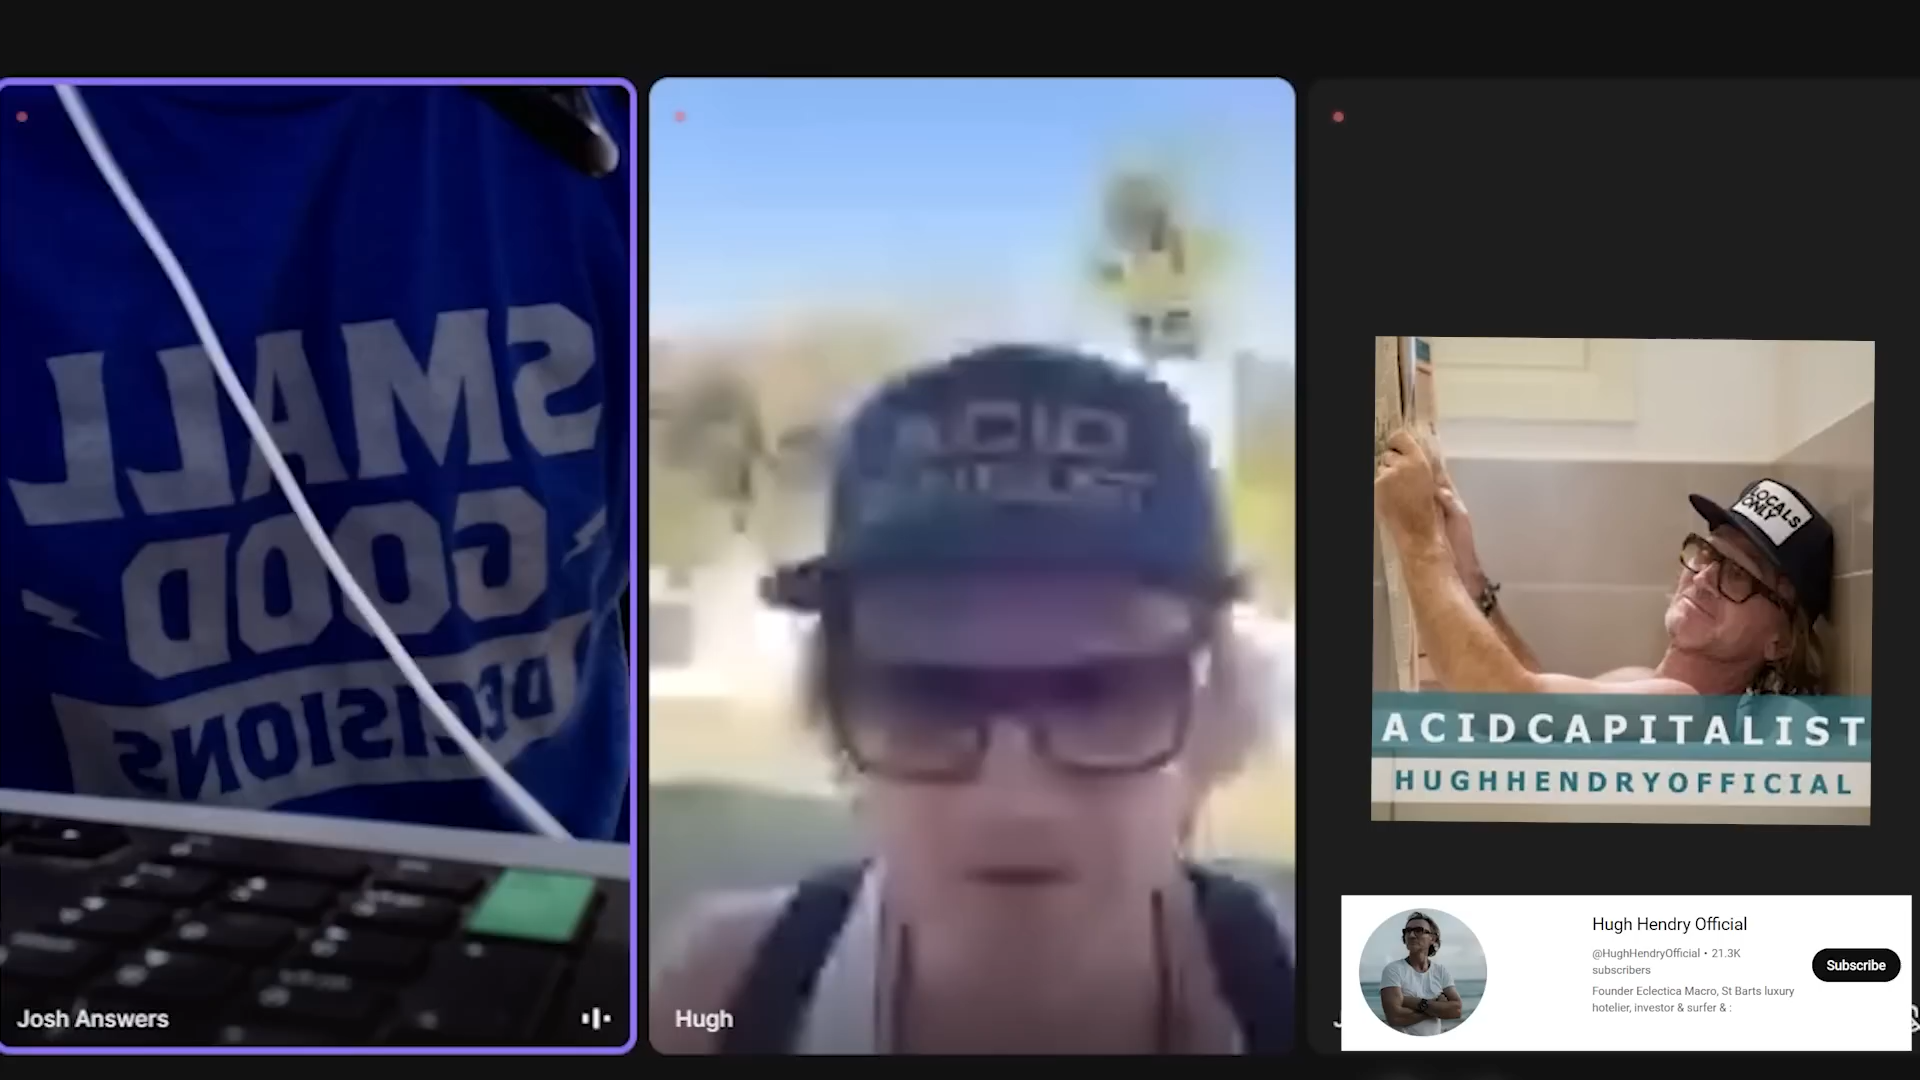 SMALL
GOOD
DECISIONS
Josh Answers
ACID
Hugh
LOCALS
ONLY
ACIDCAPITALIST
HUGHHENDRYOFFICIAL
Hugh Hendry Official
@HughHendryOfficial • 21.3K
subscribers
Founder Eclectica Macro, St Barts luxury
hotelier, investor & surfer & :
Subscribe